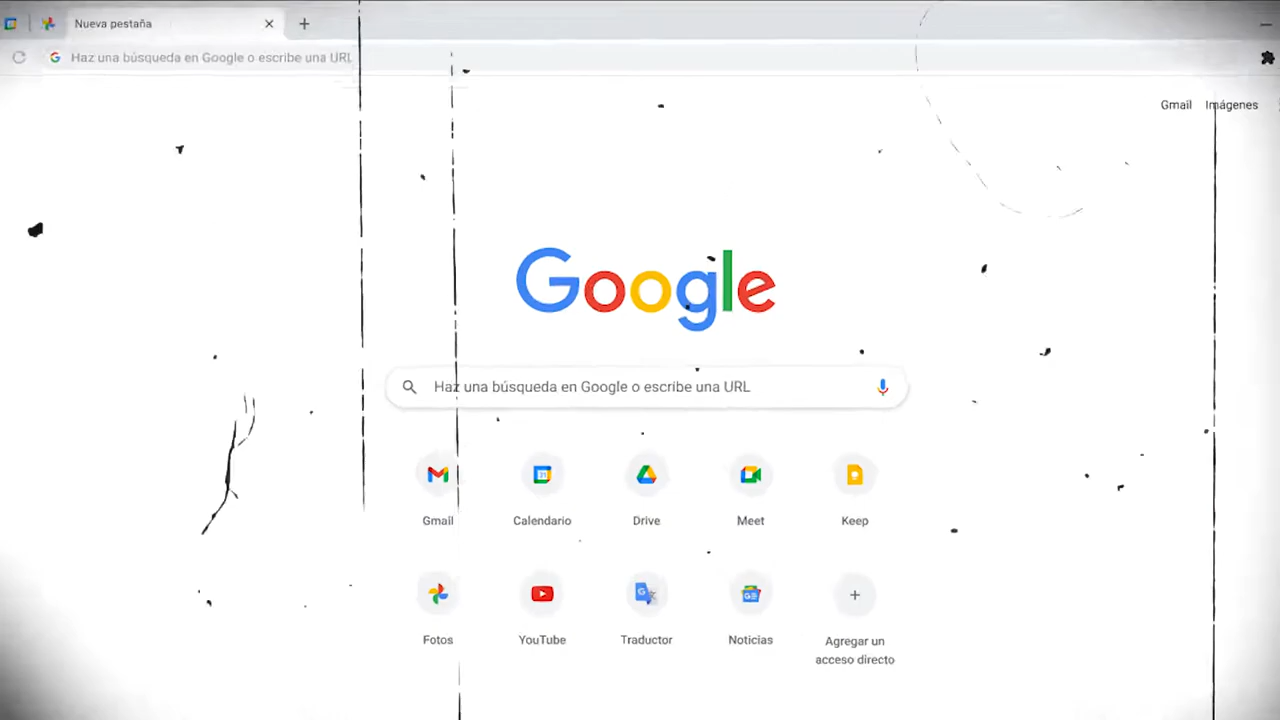 Nueva pestaña
Haz una búsqueda en Google o escribe una URL
Gmail Imágenes
Google
Haz una búsqueda en Google o escribe una URL
Gmail Calendario Drive Meet Keep
Fotos YouTube Traductor Noticias Agregar un
acceso directo